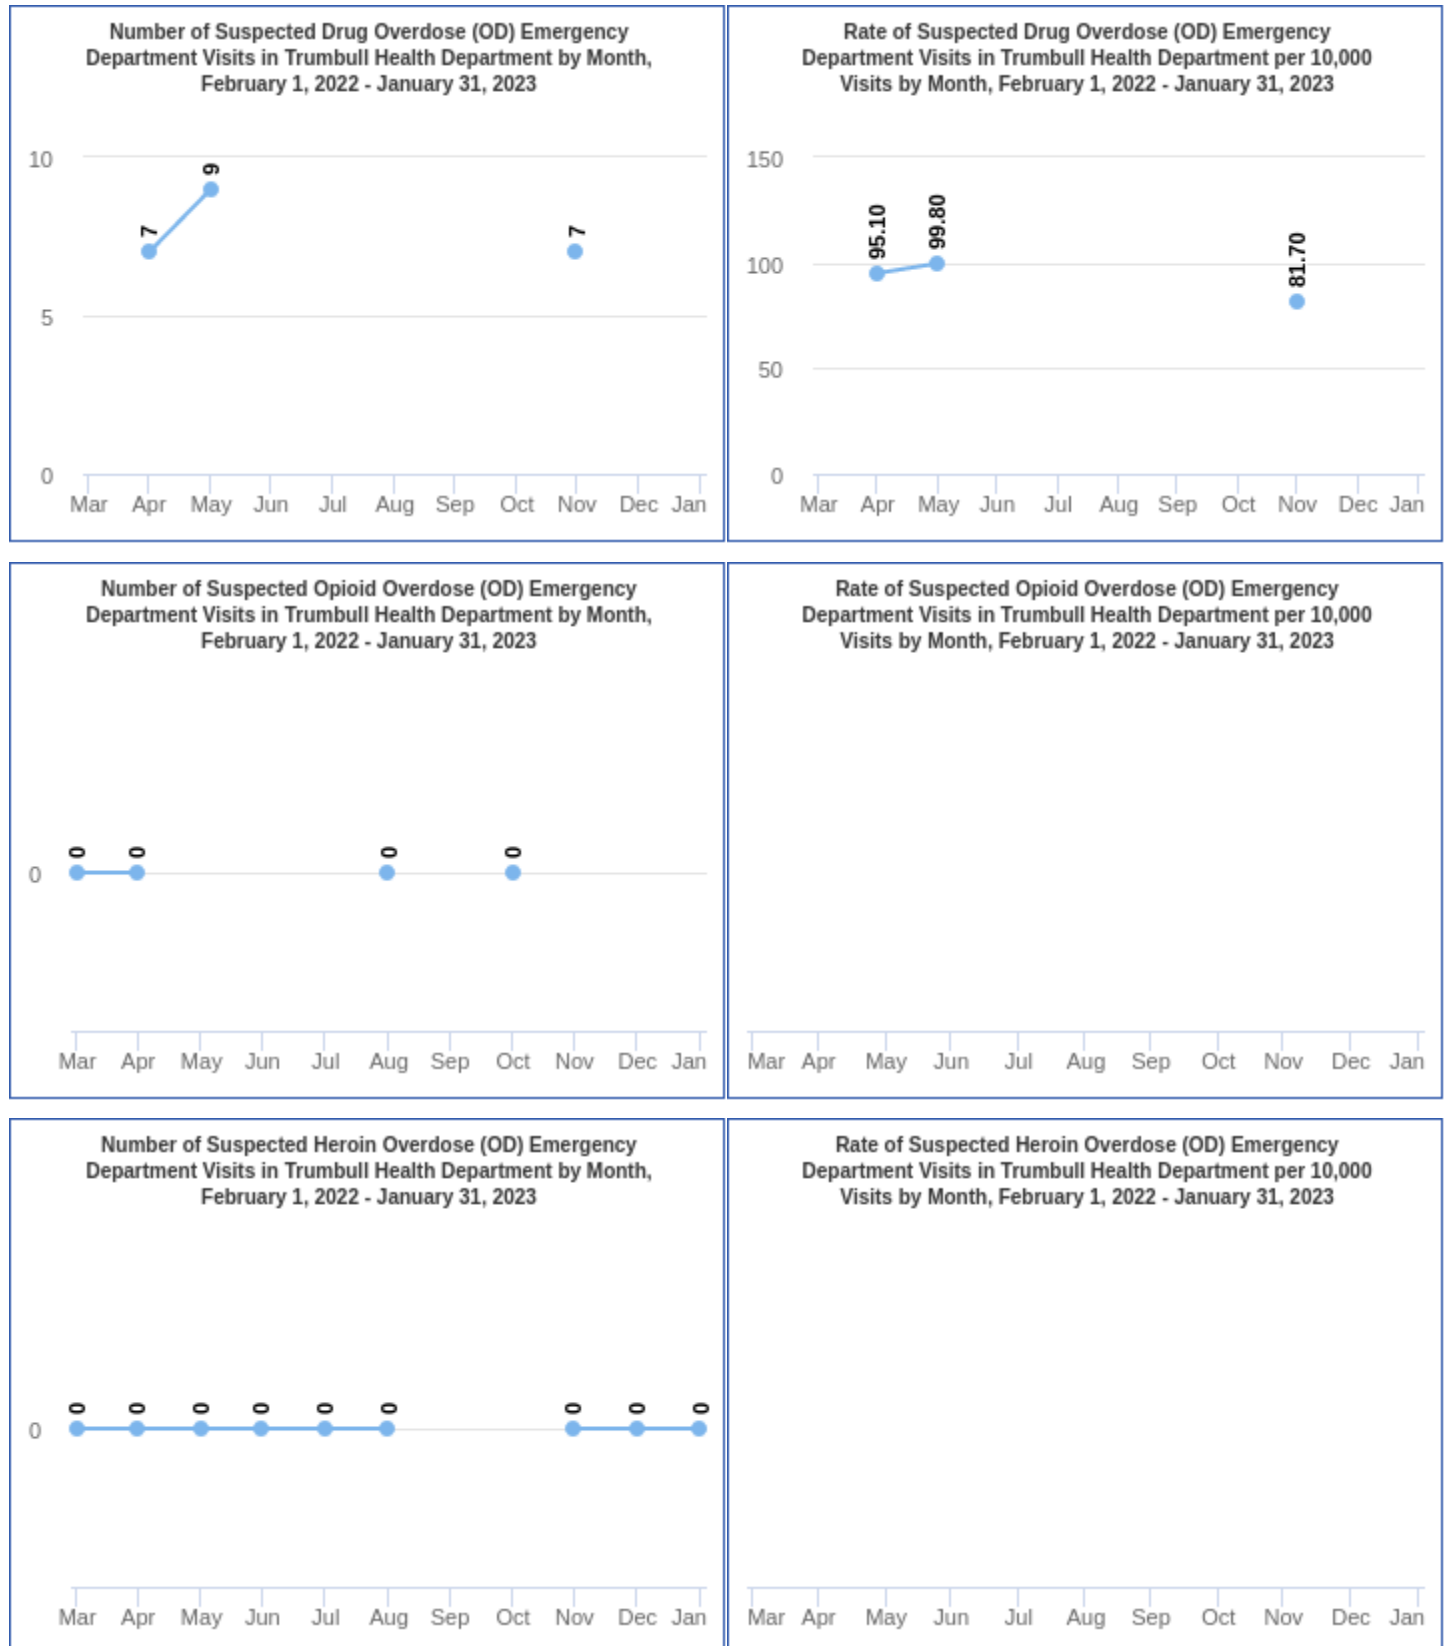 Number of Suspected Drug Overdose (OD) Emergency
Department Visits in Trumbull Health Department by Month,
February 1, 2022 - January 31, 2023
10
5
0
7
9
7
Mar Apr May Jun Jul Aug Sep Oct Nov Dec Jan
Rate of Suspected Drug Overdose (OD) Emergency
Department Visits in Trumbull Health Department per 10,000
Visits by Month, February 1, 2022 - January 31, 2023
150
100
50
0
95.10
99.80
81.70
Mar Apr May Jun Jul Aug Sep Oct Nov Dec Jan
Number of Suspected Opioid Overdose (OD) Emergency
Department Visits in Trumbull Health Department by Month,
February 1, 2022 - January 31, 2023
0
0
0
0
0
Mar Apr May Jun Jul Aug Sep Oct Nov Dec Jan
Rate of Suspected Opioid Overdose (OD) Emergency
Department Visits in Trumbull Health Department per 10,000
Visits by Month, February 1, 2022 - January 31, 2023
Mar Apr May Jun Jul Aug Sep Oct Nov Dec Jan
Number of Suspected Heroin Overdose (OD) Emergency
Department Visits in Trumbull Health Department by Month,
February 1, 2022 - January 31, 2023
0
0
0
0
0
0
0
0
0
0
Mar Apr May Jun Jul Aug Sep Oct Nov Dec Jan
Rate of Suspected Heroin Overdose (OD) Emergency
Department Visits in Trumbull Health Department per 10,000
Visits by Month, February 1, 2022 - January 31, 2023
Mar Apr May Jun Jul Aug Sep Oct Nov Dec Jan